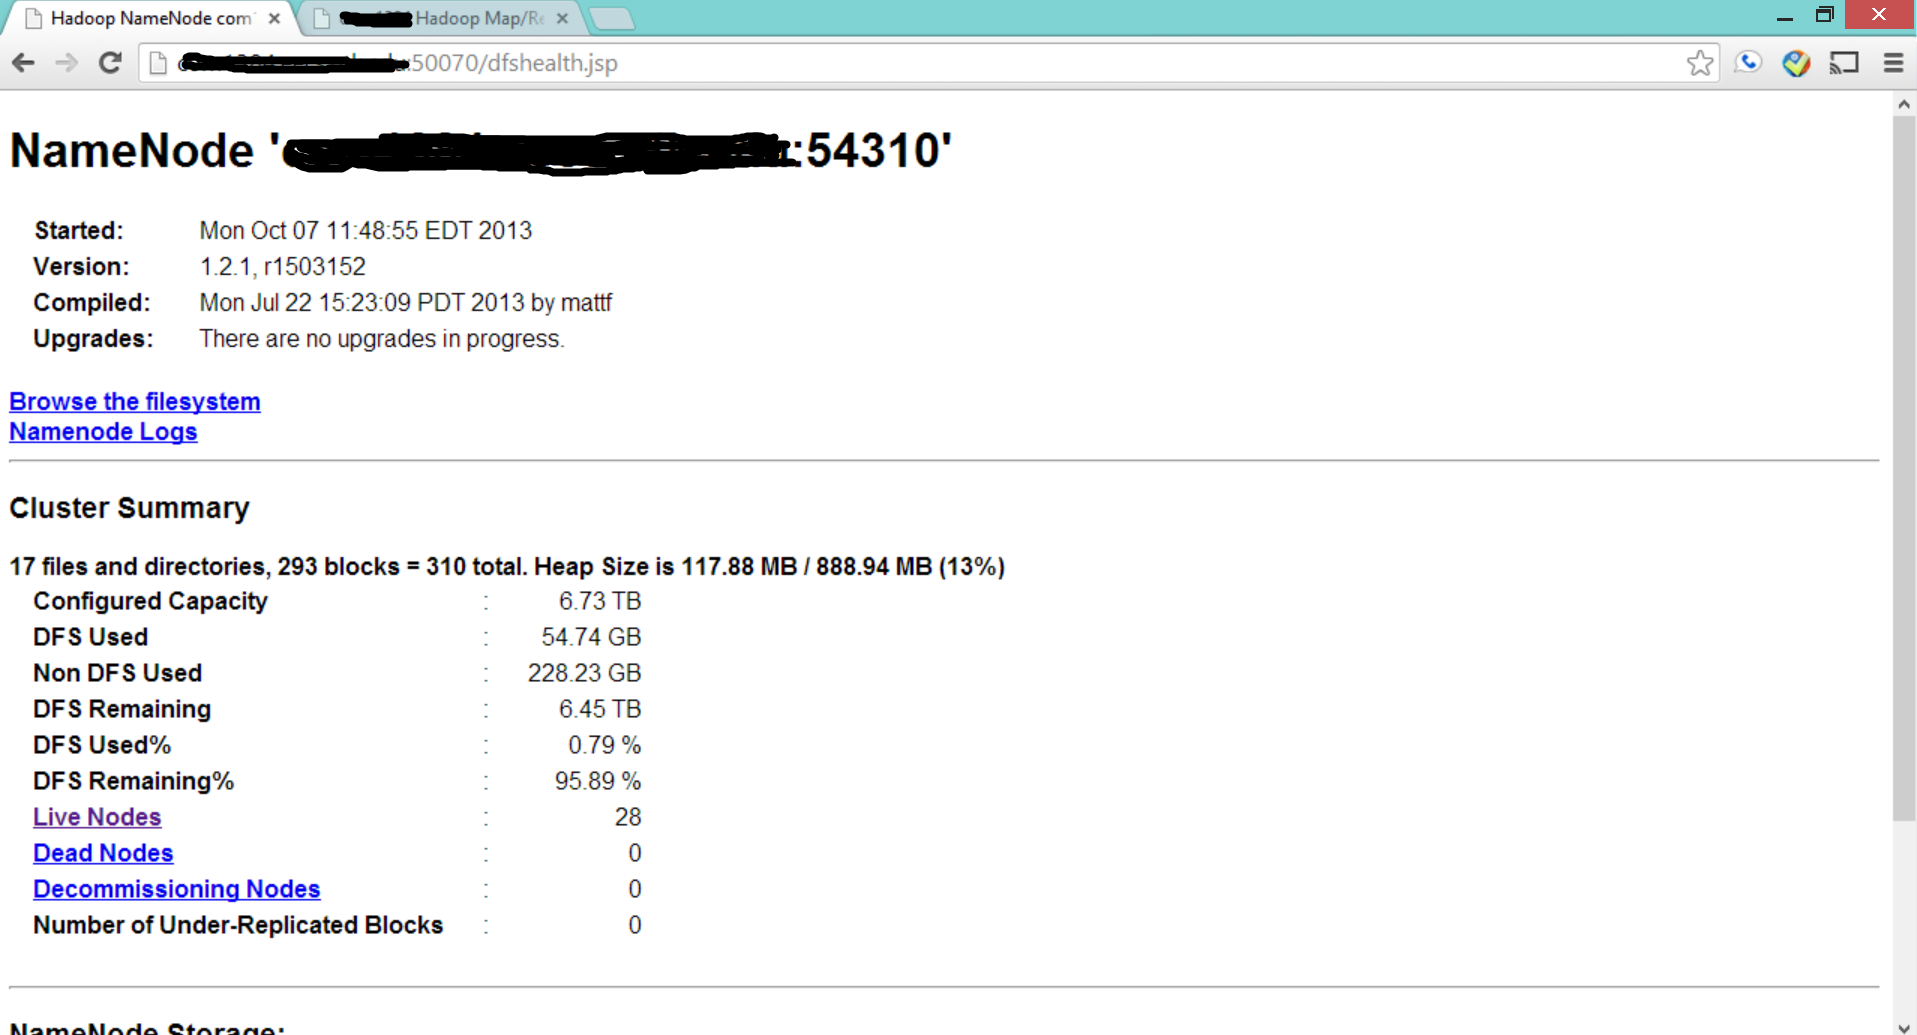 Hadoop NameNode com
Hadoop Map/Re
:50070/dfshealth.jsp
NameNode ':54310'
Started: Mon Oct 07 11:48:55 EDT 2013
Version: 1.2.1, r1503152
Compiled: Mon Jul 22 15:23:09 PDT 2013 by mattf
Upgrades: There are no upgrades in progress.
Browse the filesystem
Namenode Logs
Cluster Summary
17 files and directories, 293 blocks = 310 total. Heap Size is 117.88 MB / 888.94 MB (13%)
Configured Capacity : 6.73 TB
DFS Used : 54.74 GB
Non DFS Used : 228.23 GB
DFS Remaining : 6.45 TB
DFS Used% : 0.79 %
DFS Remaining% : 95.89 %
Live Nodes : 28
Dead Nodes : 0
Decommissioning Nodes : 0
Number of Under-Replicated Blocks : 0
NameNode Storage: